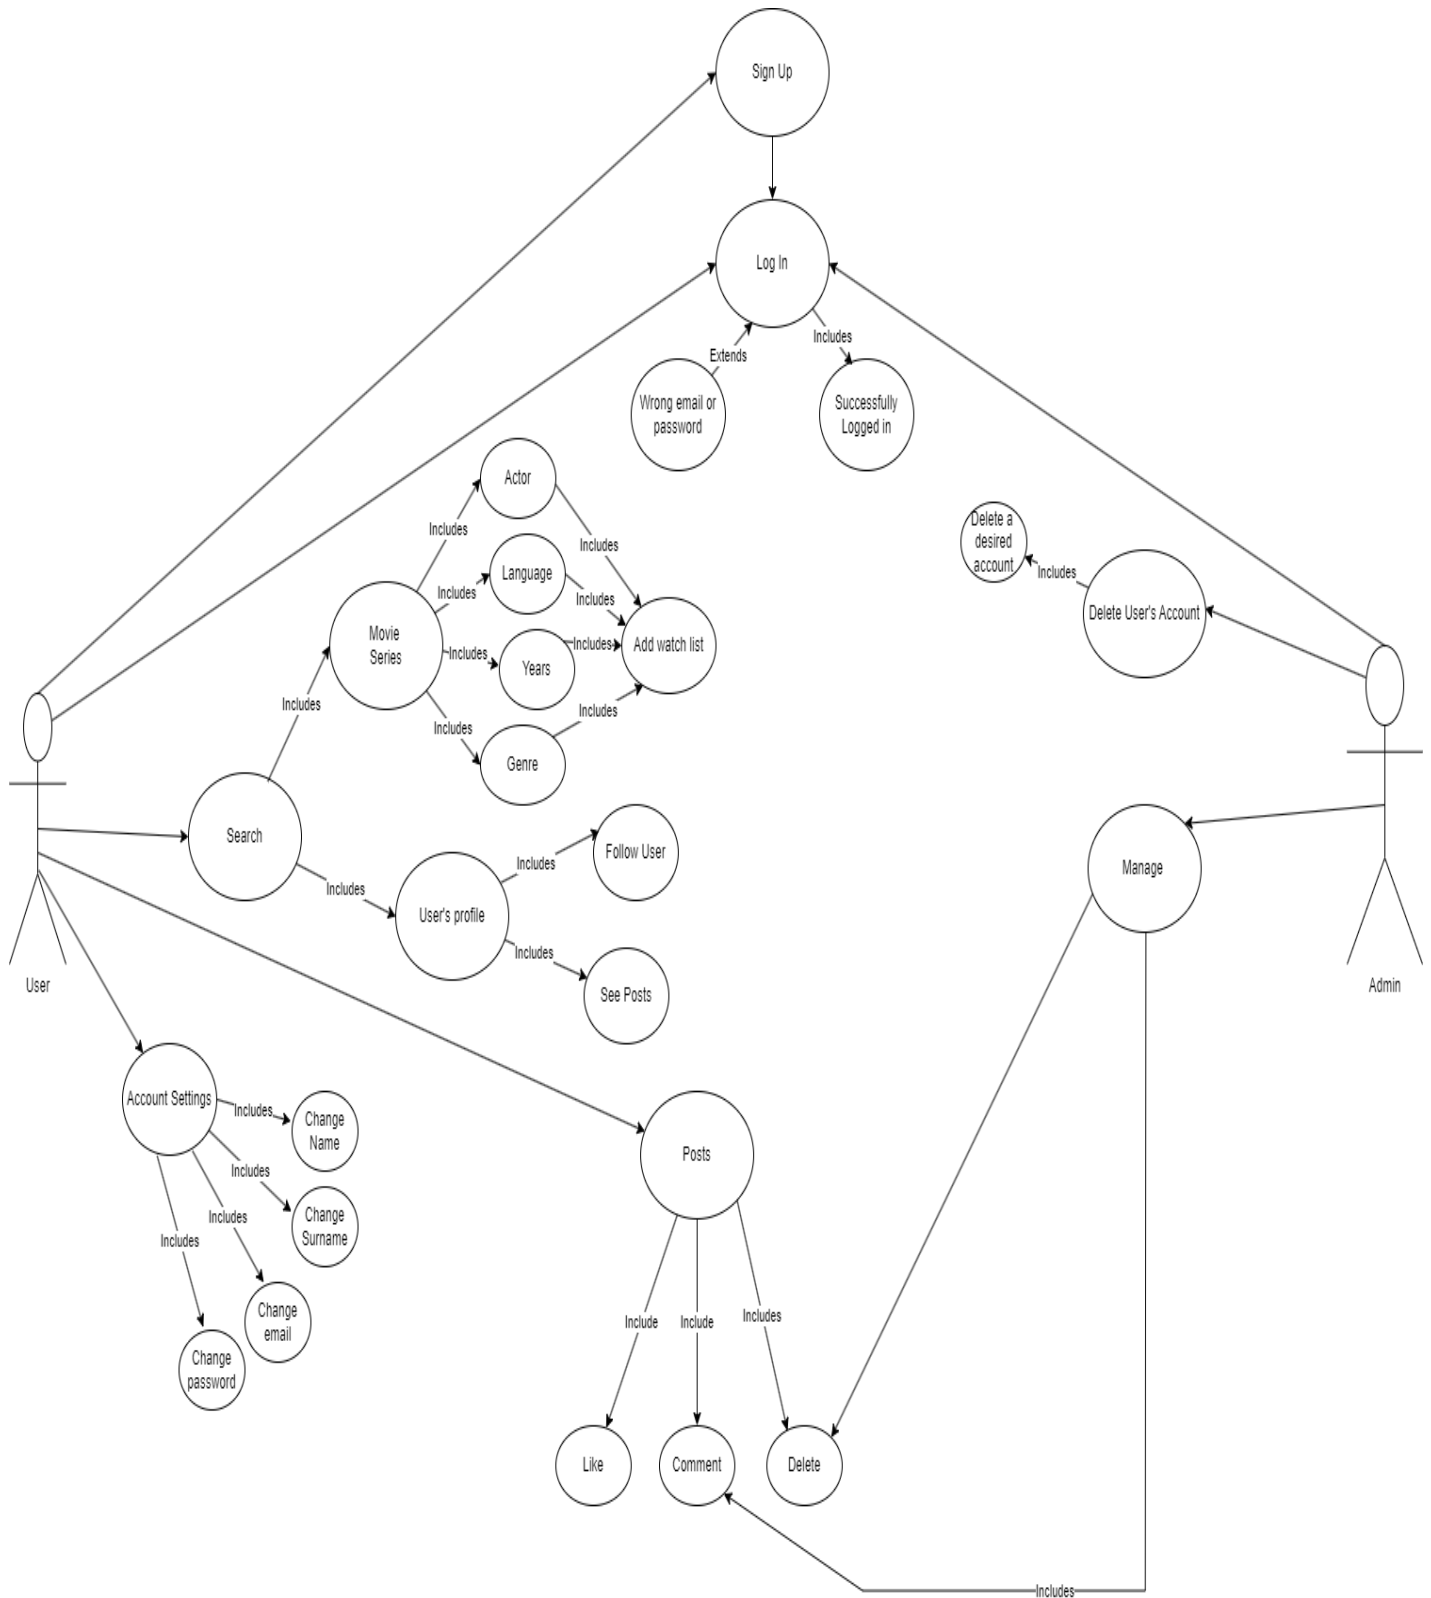 Sign Up
Log In
Extends
Includes
Wrong email or
password
Successfully
Logged in
Actor
Includes
Includes
Language
Includes
Includes
Delete a
desired
account
Includes
Delete User's Account
Movie
Series
Includes
Years
Includes
Add watch list
Includes
Includes
Includes
Genre
Search
Includes
User's profile
Includes
Follow User
Includes
See Posts
Manage
User
Admin
Account Settings
Includes
Change
Name
Includes
Change
Surname
Includes
Change
email
Includes
Change
password
Posts
Include
Include
Includes
Like
Comment
Delete
Includes